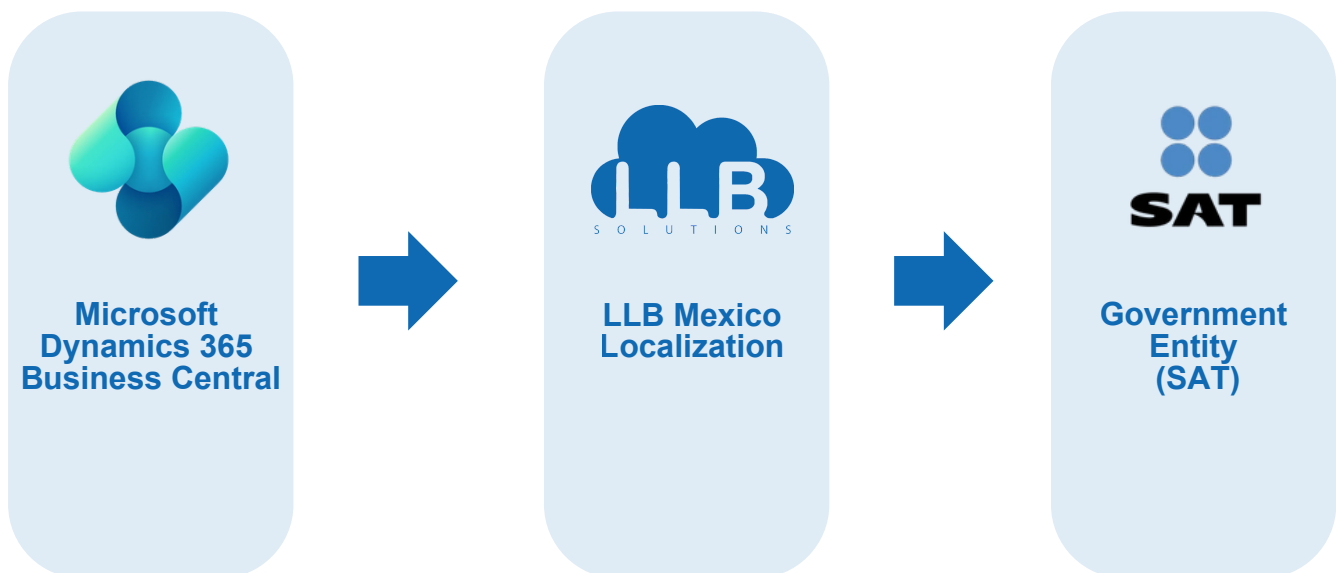 LLB
SOLUTIONS
SAT
Microsoft
Dynamics 365
Business Central
LLB Mexico
Localization
Government
Entity
(SAT)